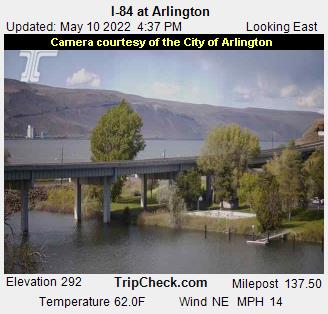 I-84 at Arlington
Updated: May 10 2022 4:37 PM Looking East
Camera courtesy of the City of Arlington
Elevation 292 TripCheck.com Milepost 137.50
Temperature 62.0F Wind NE MPH 14